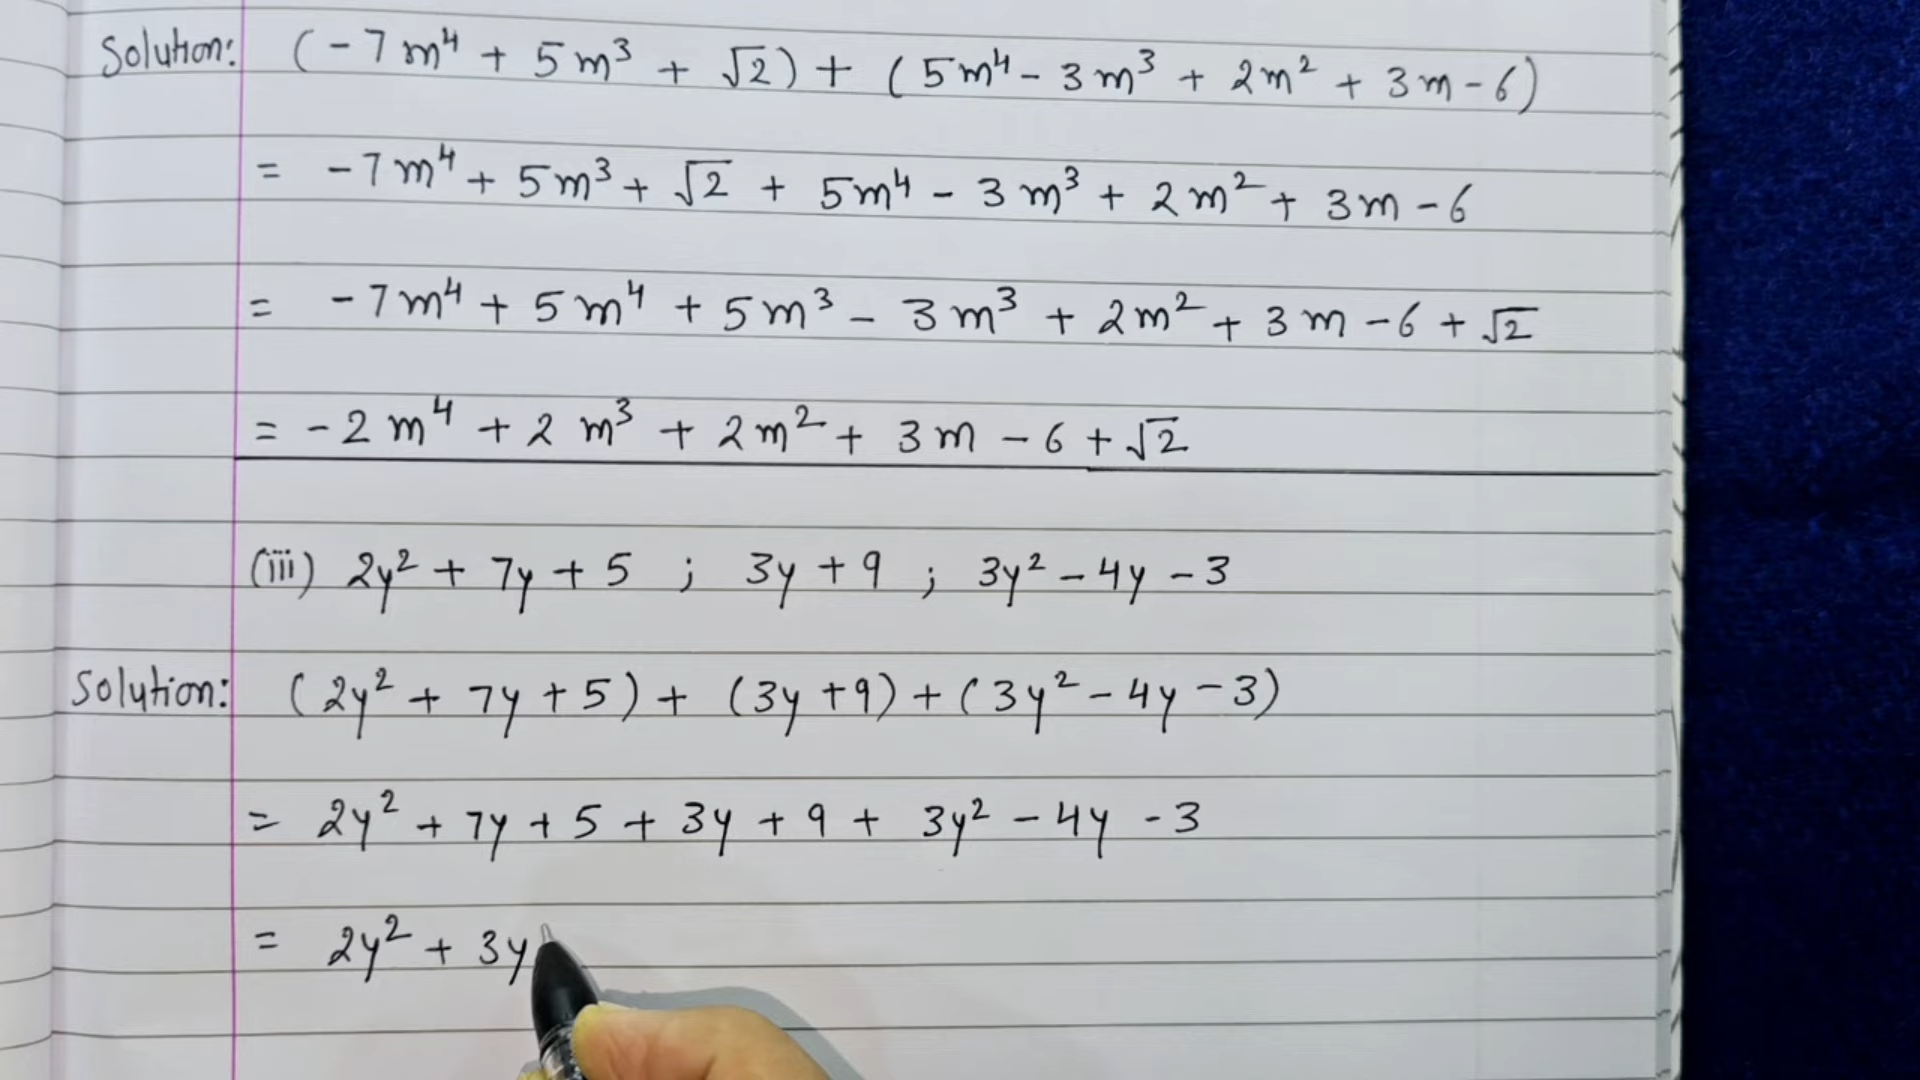 Solution: (-7m⁴ + 5m³ + √2) + (5m⁴ - 3m³ + 2m² + 3m - 6)
= -7m⁴ + 5m³ + √2 + 5m⁴ - 3m³ + 2m² + 3m - 6
= -7m⁴ + 5m⁴ + 5m³ - 3m³ + 2m² + 3m - 6 + √2
= -2m⁴ + 2m³ + 2m² + 3m - 6 + √2
(iii) 2y² + 7y + 5 ; 3y + 9 ; 3y² - 4y - 3
Solution: (2y² + 7y + 5) + (3y + 9) + (3y² - 4y - 3)
= 2y² + 7y + 5 + 3y + 9 + 3y² - 4y - 3
= 2y² + 3y